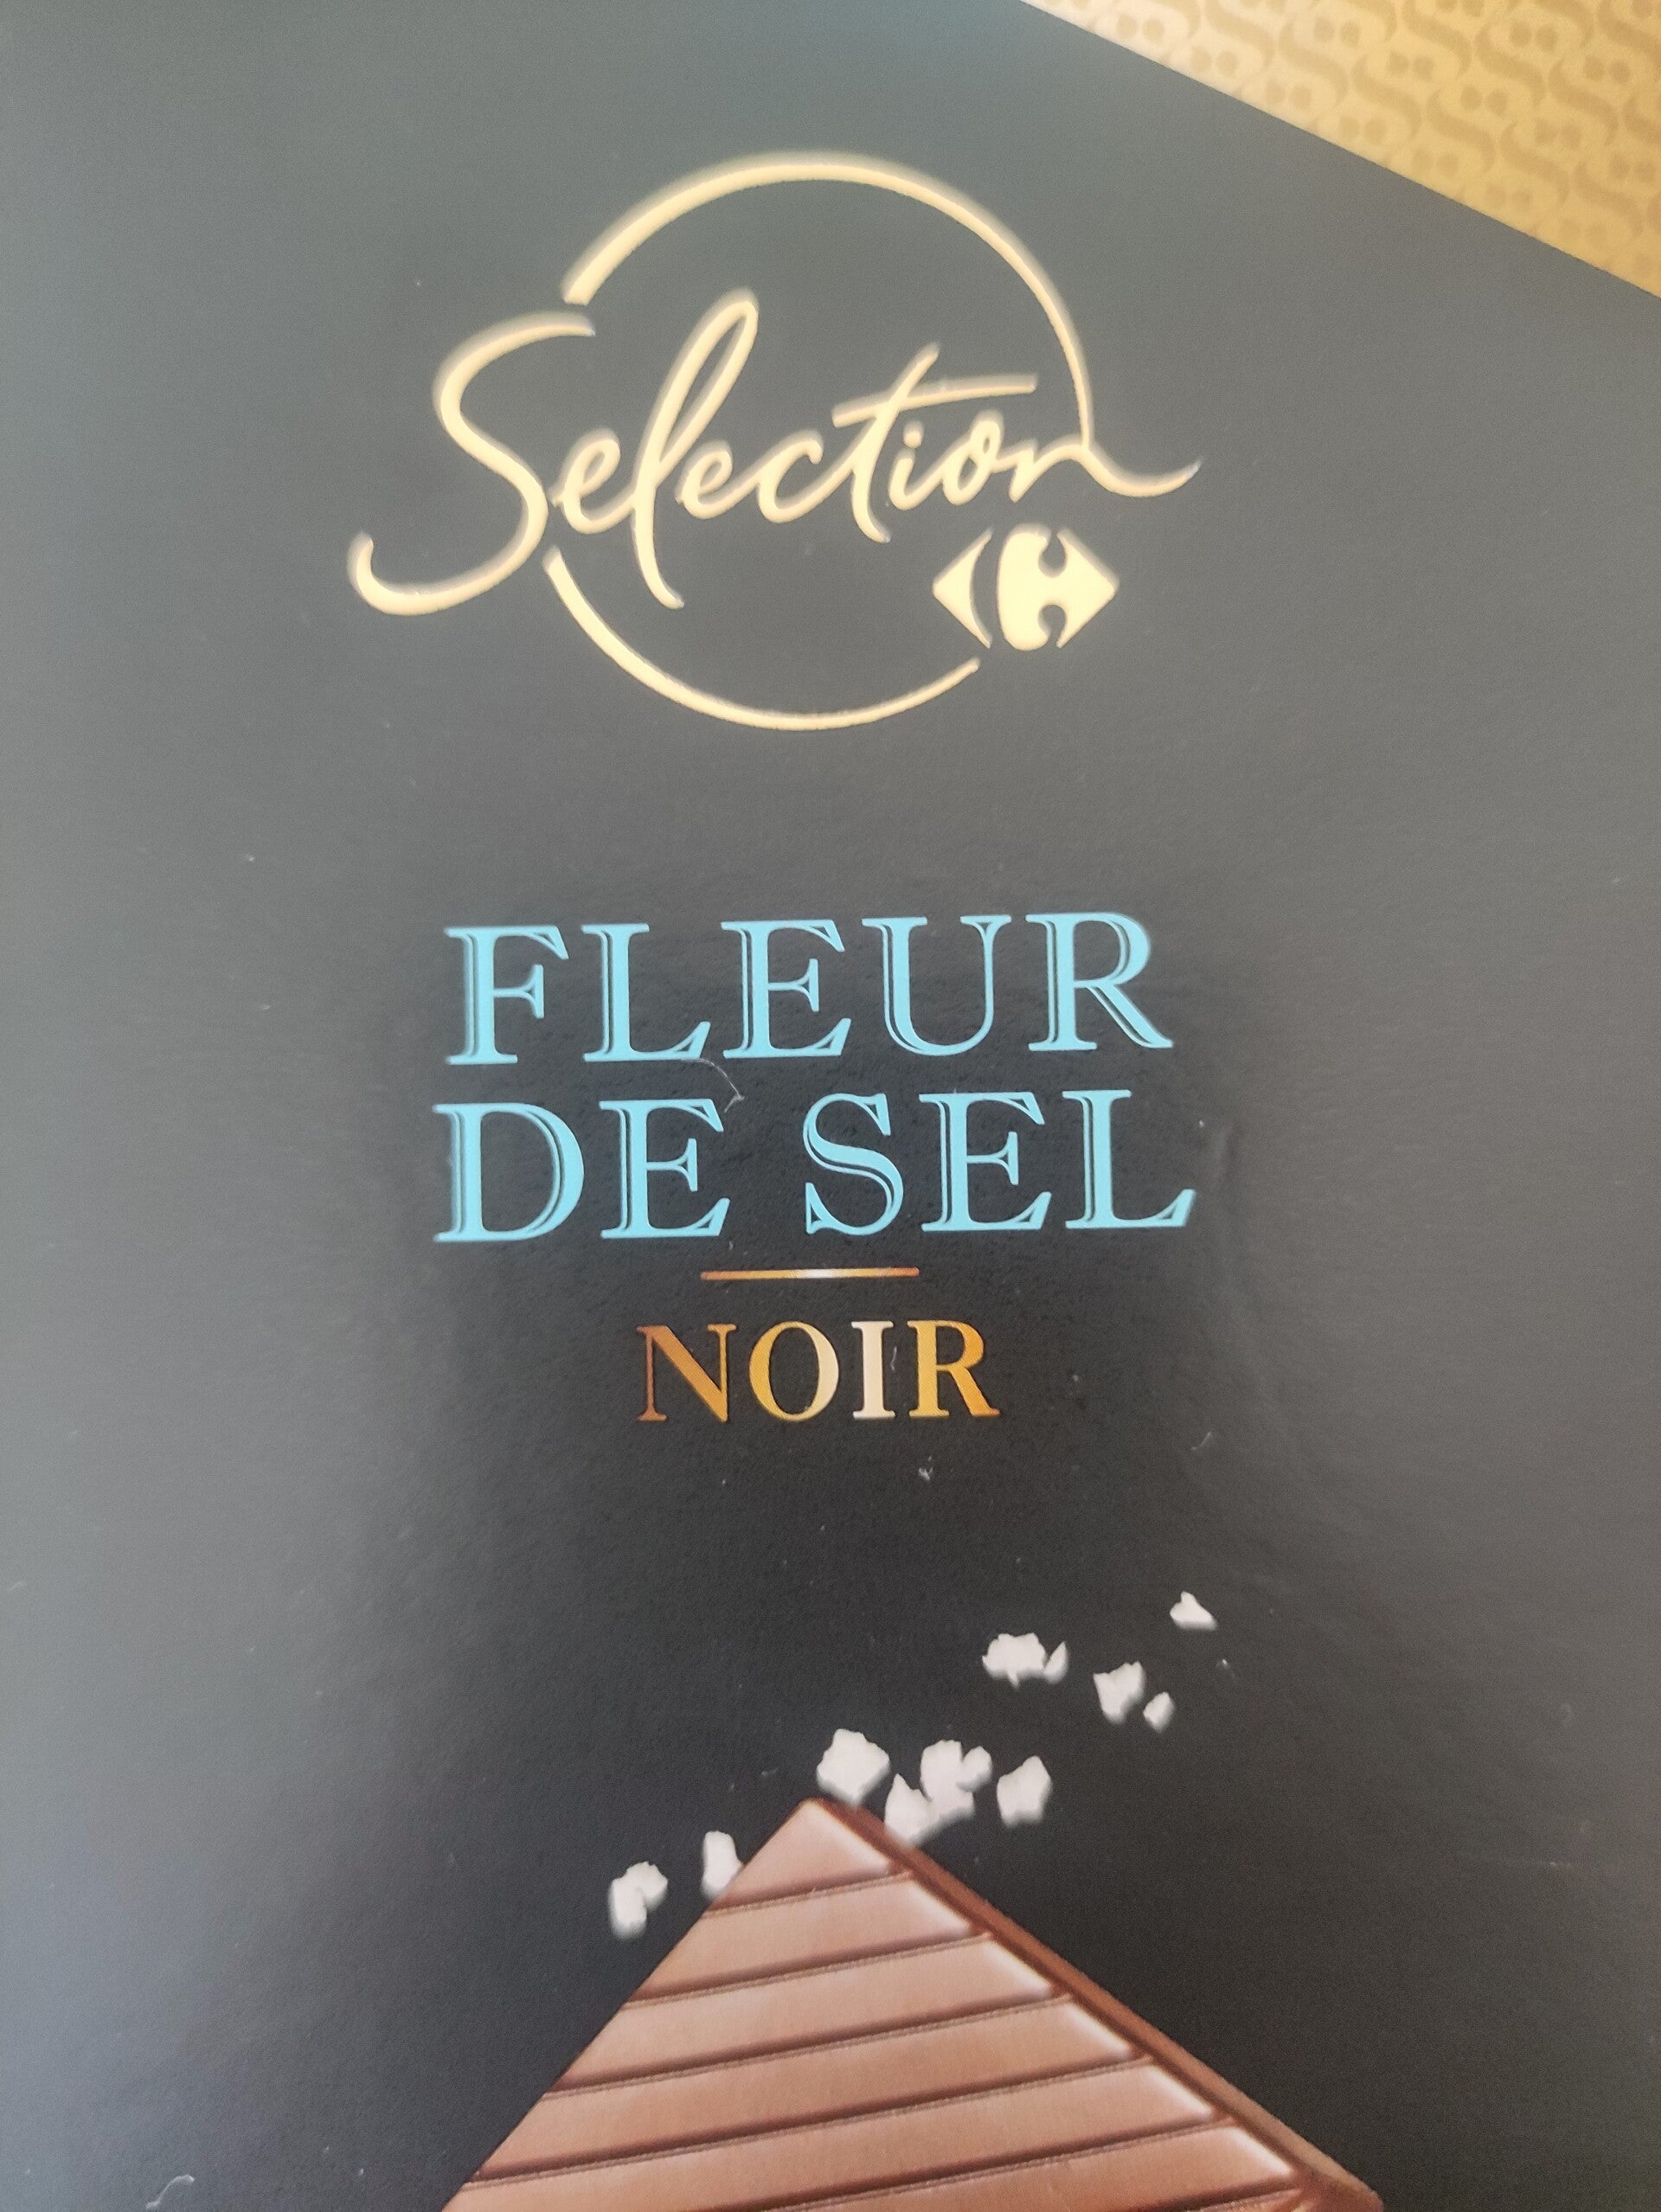 Selection
FLEUR
DE SEL
NOIR